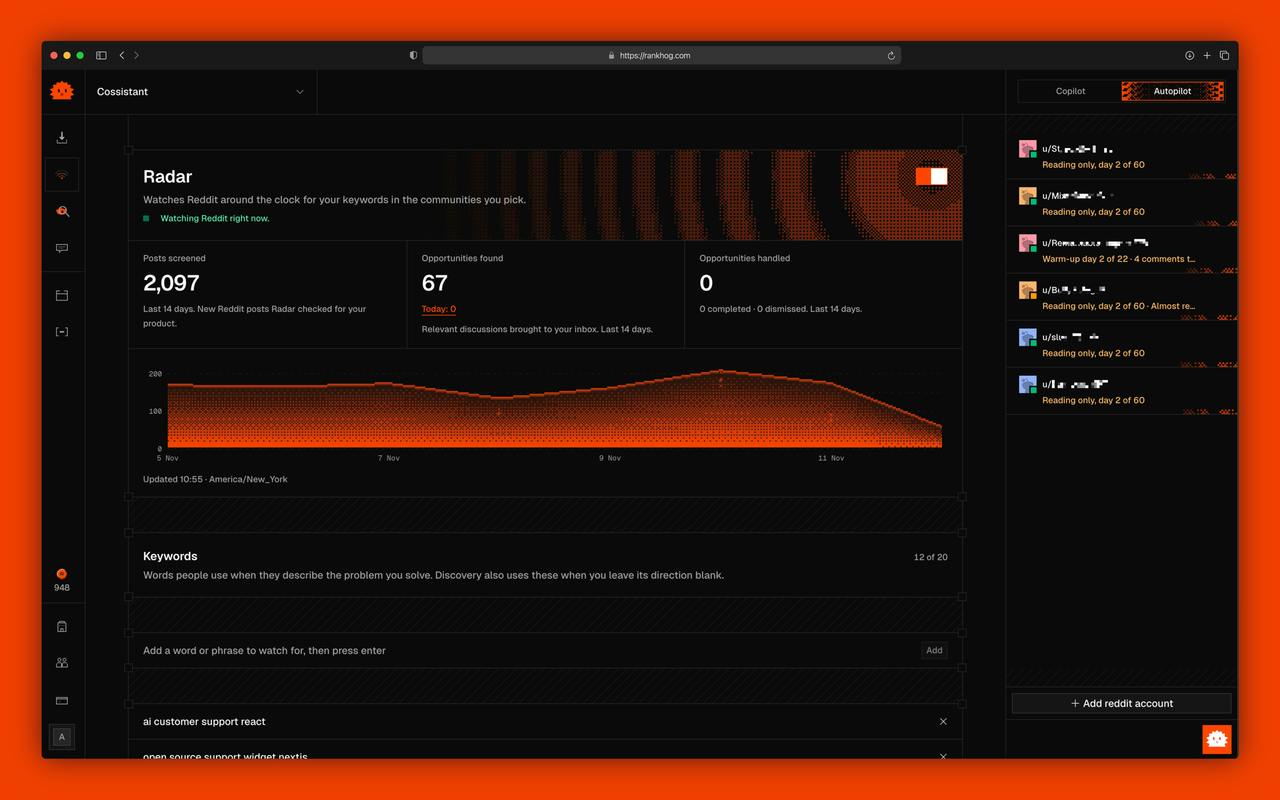 https://rankhog.com
Cossistant
Copilot
Autopilot
Radar
Watches Reddit around the clock for your keywords in the communities you pick.
Watching Reddit right now.
Posts screened
2,097
Last 14 days. New Reddit posts Radar checked for your
product.
Opportunities found
67
Today: 0
Relevant discussions brought to your inbox. Last 14 days.
Opportunities handled
0
0 completed · 0 dismissed. Last 14 days.
200
100
0
5 Nov
7 Nov
9 Nov
11 Nov
Updated 10:55 · America/New_York
Keywords
12 of 20
Words people use when they describe the problem you solve. Discovery also uses these when you leave its direction blank.
Add a word or phrase to watch for, then press enter
Add
ai customer support react
open source support widget nextjs
948
A
Reading only, day 2 of 60
Reading only, day 2 of 60
Warm-up day 2 of 22 · 4 comments t...
Reading only, day 2 of 60 · Almost re...
Reading only, day 2 of 60
Reading only, day 2 of 60
+ Add reddit account